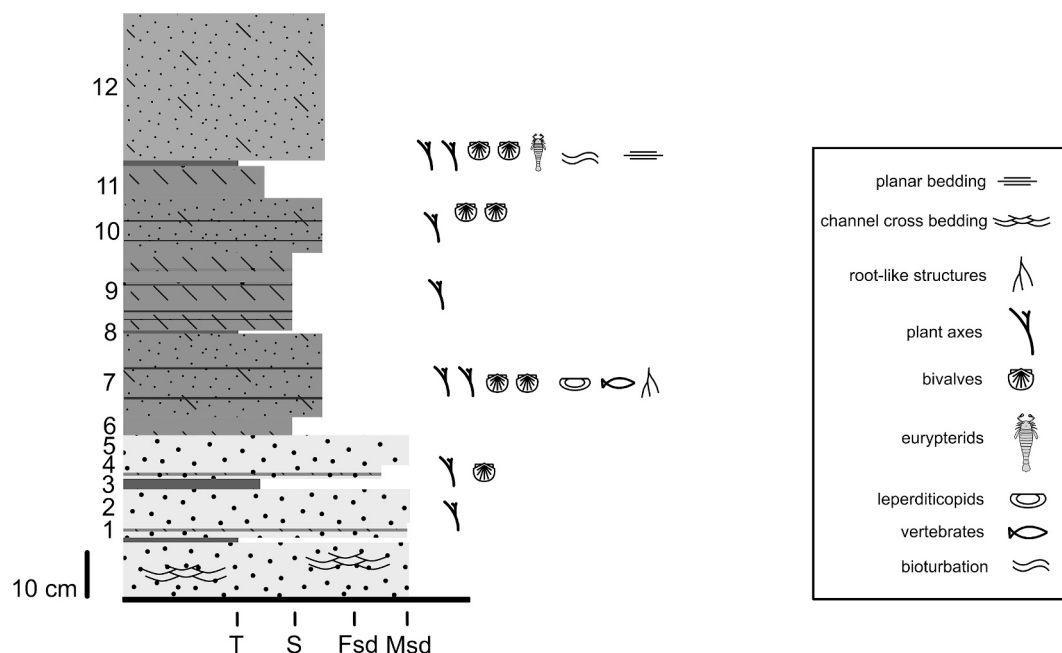 12
11
10
9
8
7
6
5
4
3
2
1
10 cm
T S Fsd Msd
planar bedding
channel cross bedding
root-like structures
plant axes
bivalves
eurypterids
leperditicopids
vertebrates
bioturbation